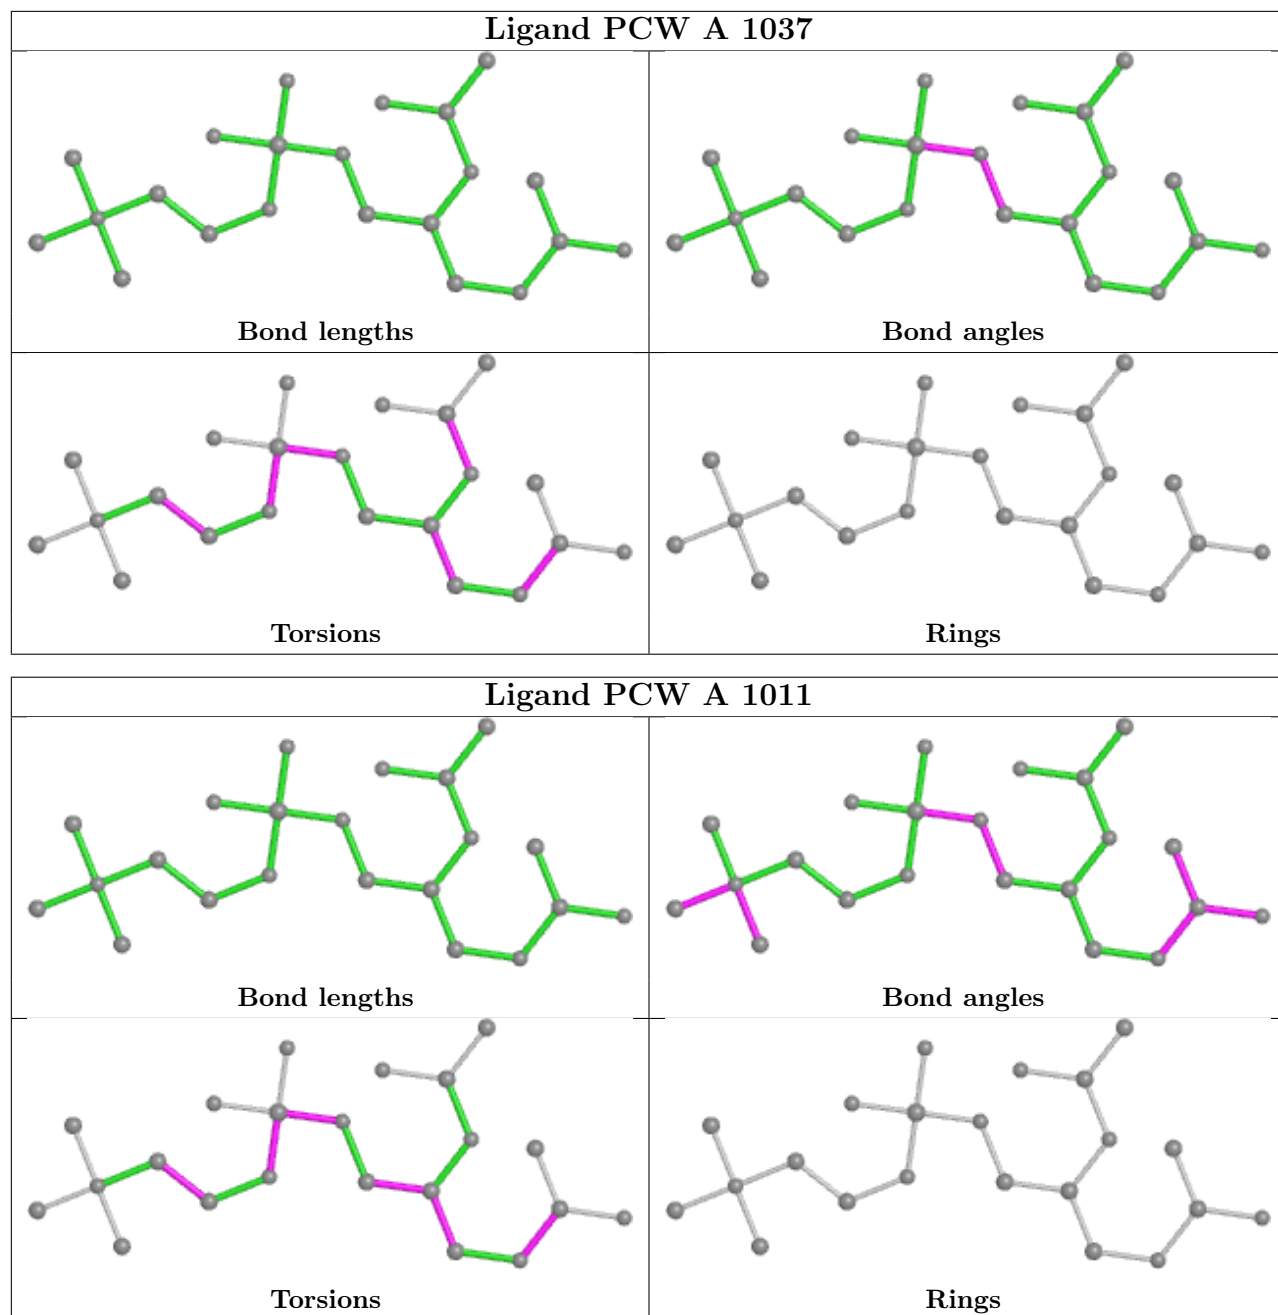 Ligand PCW A 1037
Bond lengths
Bond angles
Torsions
Rings
Ligand PCW A 1011
Bond lengths
Bond angles
Torsions
Rings